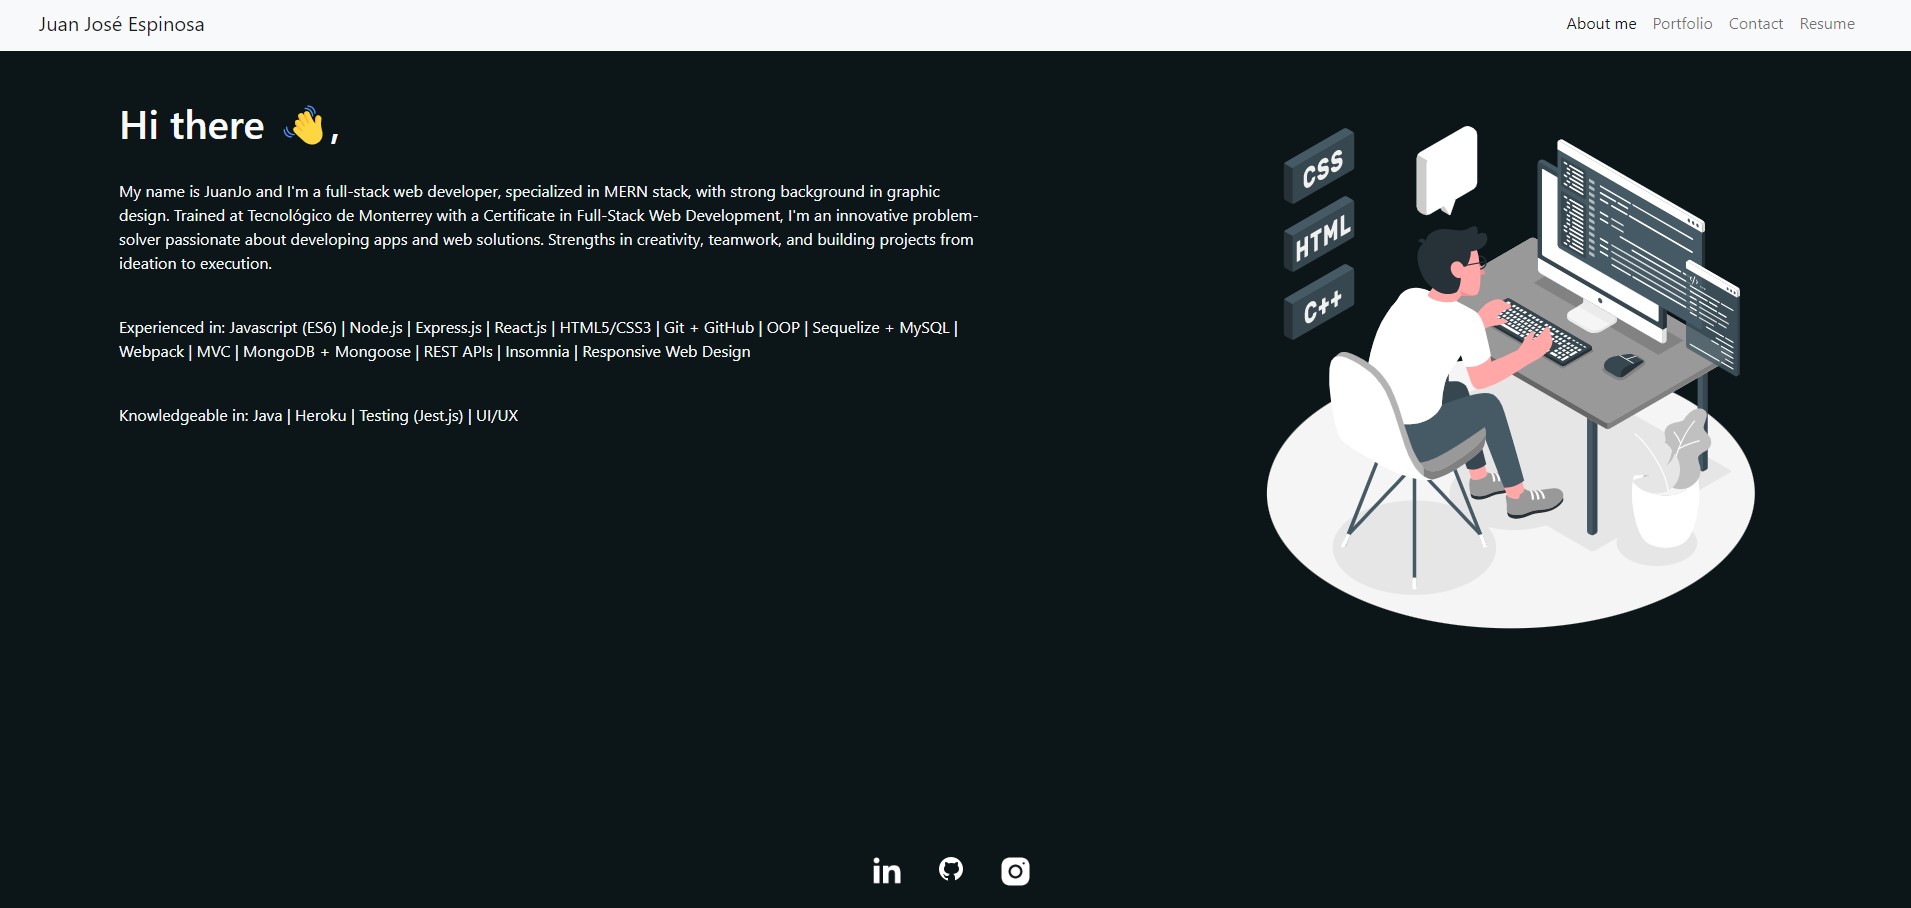 Juan José Espinosa
About me Portfolio Contact Resume
Hi there 👋,
My name is JuanJo and I'm a full-stack web developer, specialized in MERN stack, with strong background in graphic
design. Trained at Tecnológico de Monterrey with a Certificate in Full-Stack Web Development, I'm an innovative problem-
solver passionate about developing apps and web solutions. Strengths in creativity, teamwork, and building projects from
ideation to execution.
Experienced in: Javascript (ES6) | Node.js | Express.js | React.js | HTML5/CSS3 | Git + GitHub | OOP | Sequelize + MySQL |
Webpack | MVC | MongoDB + Mongoose | REST APIs | Insomnia | Responsive Web Design
Knowledgeable in: Java | Heroku | Testing (Jest.js) | UI/UX
CSS
HTML
C++
in